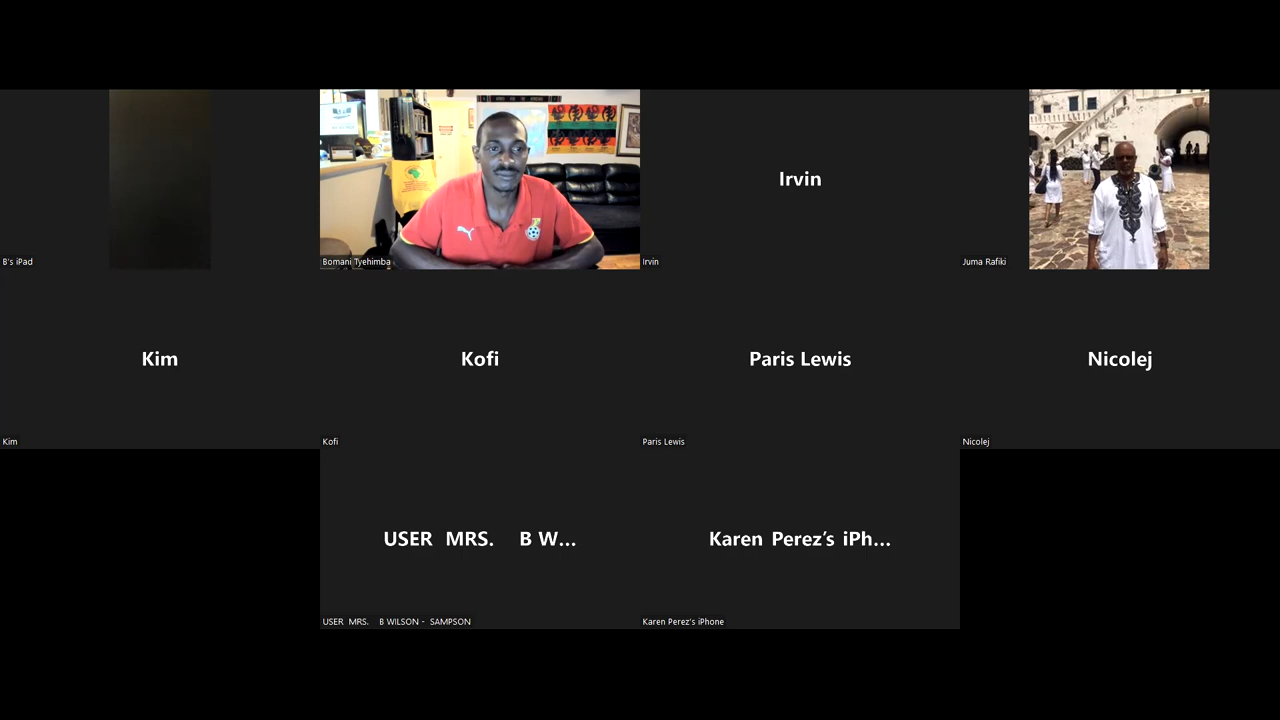 B's iPad
Bomani Tyehimba
Irvin
Irvin
Juma Rafiki
Kim
Kofi
Paris Lewis
Nicolej
Kim
Kofi
Paris Lewis
Nicolej
USER MRS. B W...
Karen Perez's iPh...
USER MRS. B WILSON - SAMPSON
Karen Perez's iPhone